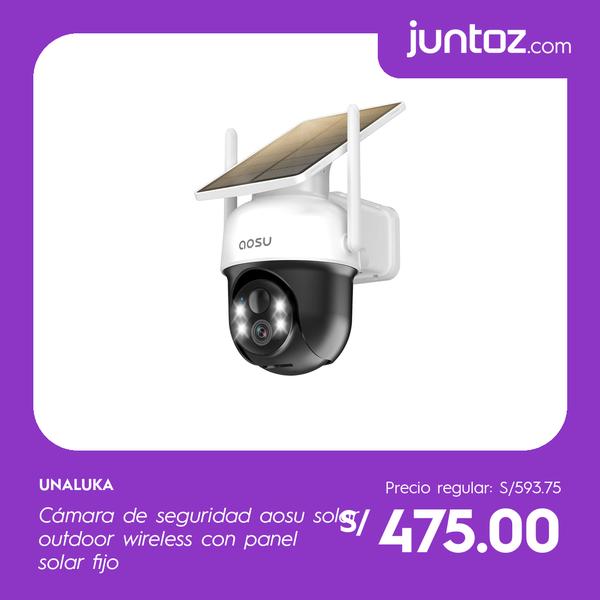 juntoz.com
aosu
UNALUKA
Cámara de seguridad aosu solar
outdoor wireless con panel
solar fijo
Precio regular: S/593.75
S/ 475.00